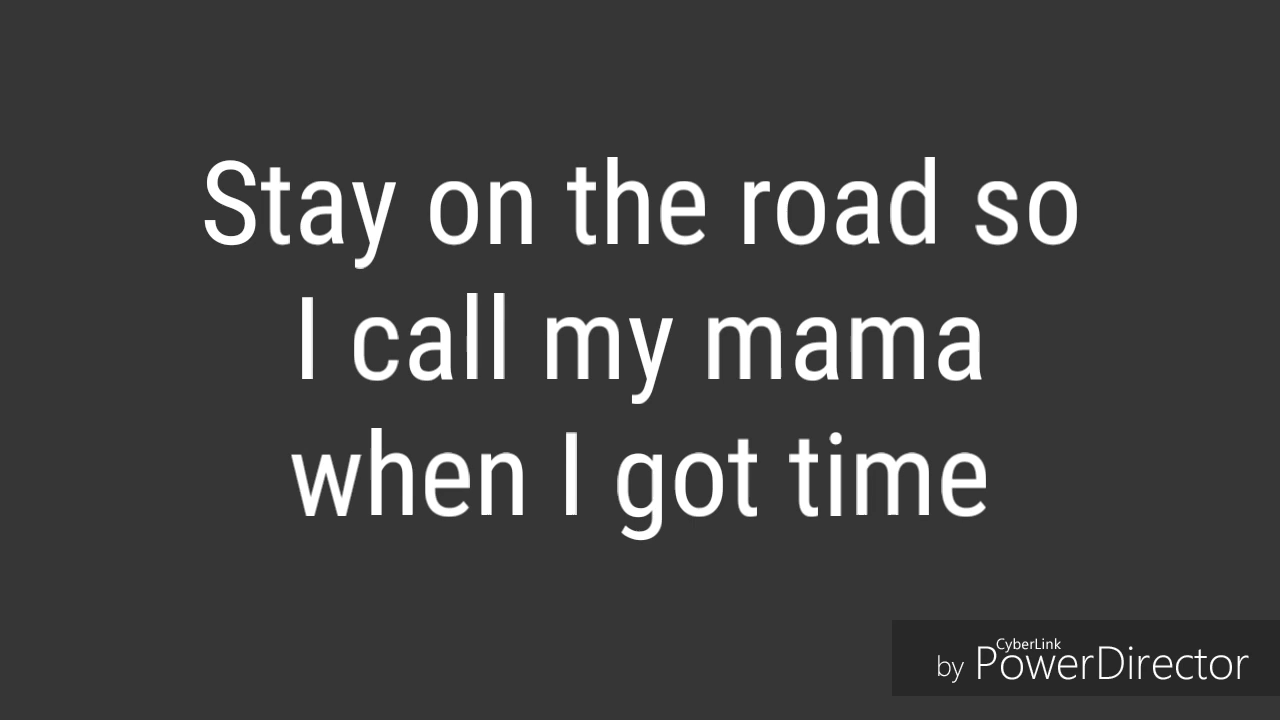 Stay on the road so
I call my mama
when I got time
by CyberLink PowerDirector